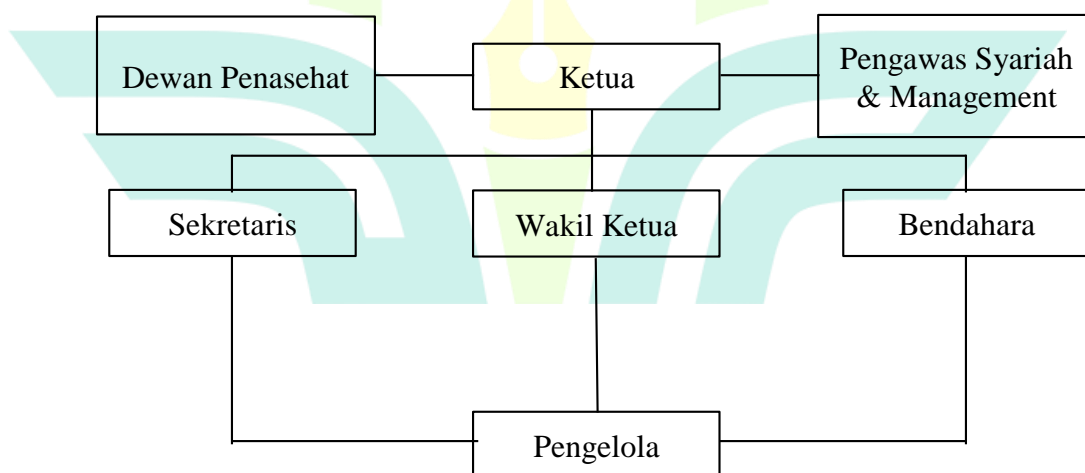 Dewan Penasehat
Ketua
Pengawas Syariah
& Management
Sekretaris
Wakil Ketua
Bendahara
Pengelola